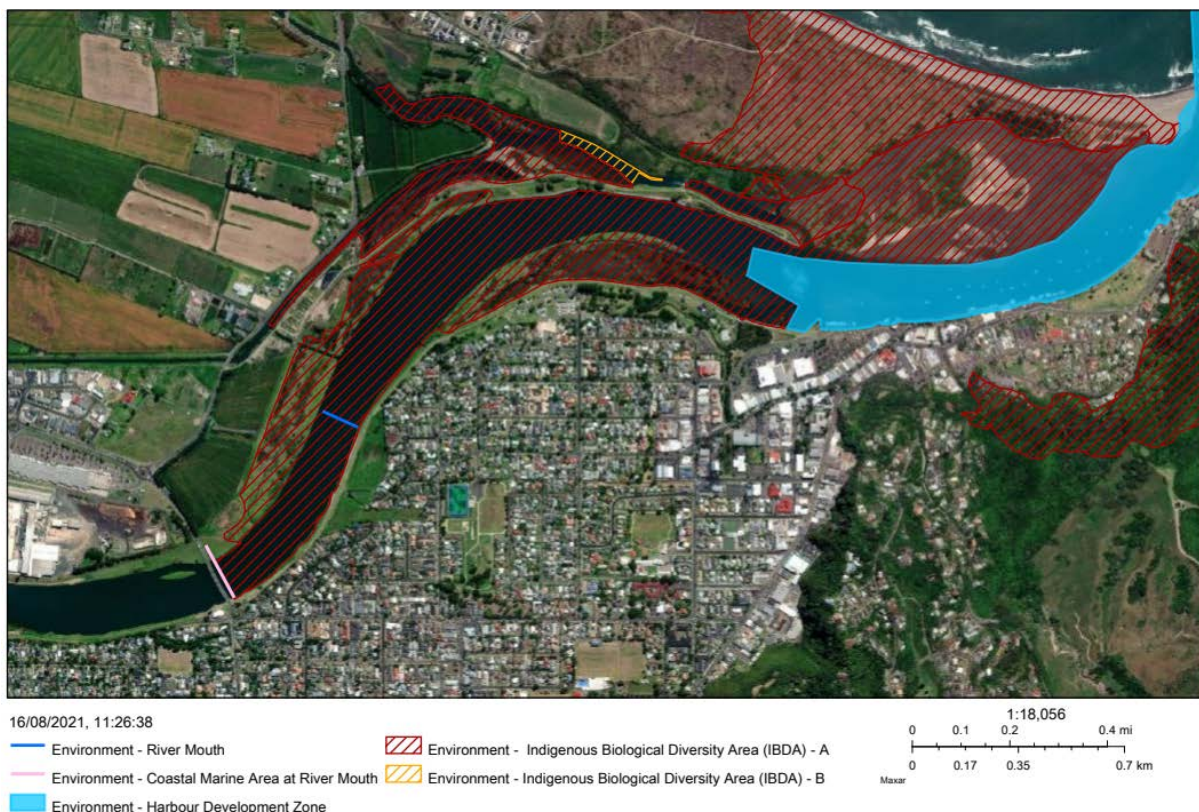 16/08/2021, 11:26:38
Environment - River Mouth
Environment - Coastal Marine Area at River Mouth
Environment - Harbour Development Zone
Environment - Indigenous Biological Diversity Area (IBDA) - A
Environment - Indigenous Biological Diversity Area (IBDA) - B
1:18,056
0 0.1 0.2 0.4 mi
0 0.17 0.35 0.7 km
Maxar